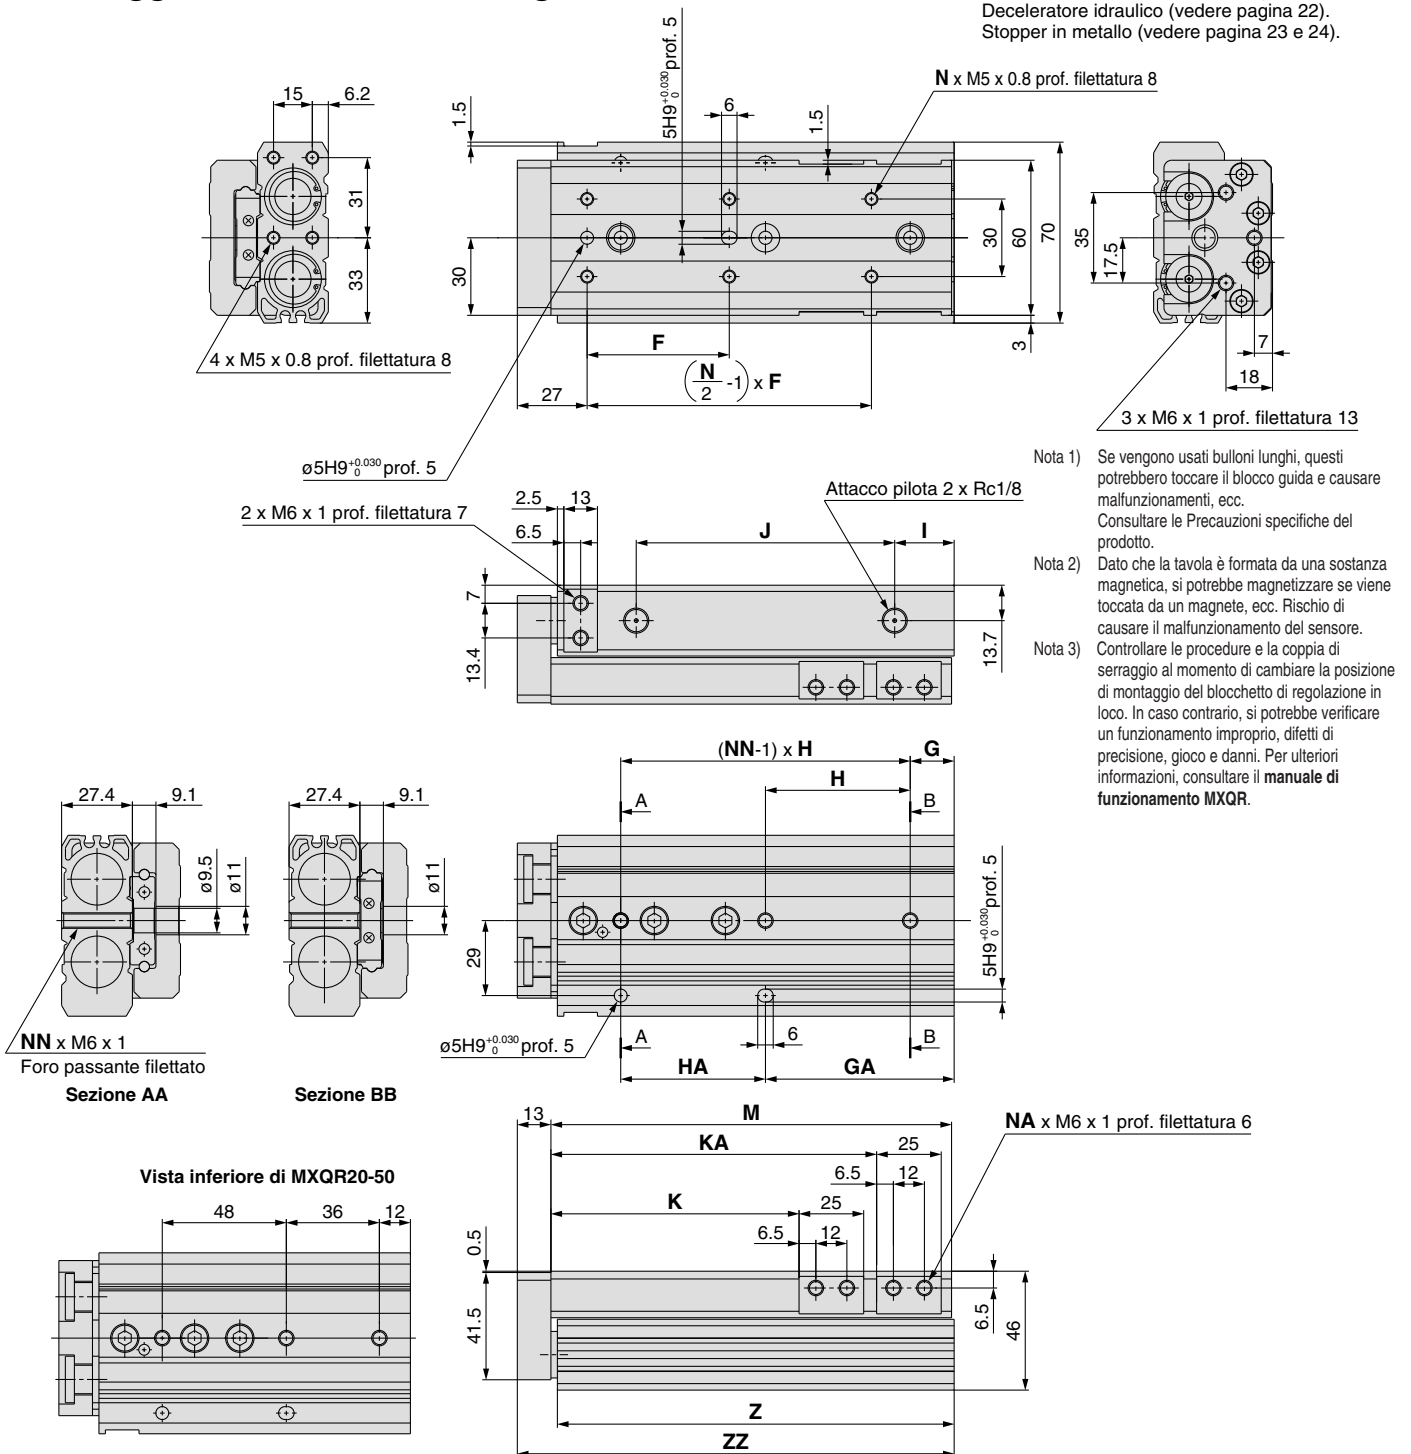 Deceleratore idraulico (vedere pagina 22).
Stopper in metallo (vedere pagina 23 e 24).
15
6.2
31
33
4 x M5 x 0.8 prof. filettatura 8
1.5
5H9 +0.030 0 prof. 5
6
1.5
N x M5 x 0.8 prof. filettatura 8
30
30
60
70
3
F
(N/2 -1) x F
27
ø5H9 +0.030 0 prof. 5
35
17.5
7
18
3 x M6 x 1 prof. filettatura 13
Nota 1) Se vengono usati bulloni lunghi, questi
potrebbero toccare il blocco guida e causare
malfunzionamenti, ecc.
Consultare le Precauzioni specifiche del
prodotto.
Nota 2) Dato che la tavola è formata da una sostanza
magnetica, si potrebbe magnetizzare se viene
toccata da un magnete, ecc. Rischio di
causare il malfunzionamento del sensore.
Nota 3) Controllare le procedure e la coppia di
serraggio al momento di cambiare la posizione
di montaggio del blocchetto di regolazione in
loco. In caso contrario, si potrebbe verificare
un funzionamento improprio, difetti di
precisione, gioco e danni. Per ulteriori
informazioni, consultare il manuale di
funzionamento MXQR.
2 x M6 x 1 prof. filettatura 7
2.5
13
6.5
J
I
Attacco pilota 2 x Rc1/8
7
13.4
13.7
27.4
9.1
ø9.5
ø11
NN x M6 x 1
Foro passante filettato
Sezione AA
27.4
9.1
ø11
Sezione BB
(NN-1) x H
G
H
A
B
29
5H9 +0.030 0 prof. 5
ø5H9 +0.030 0 prof. 5
A
6
B
HA
GA
Vista inferiore di MXQR20-50
48
36
12
13
M
KA
25
6.5
12
K
25
6.5
12
NA x M6 x 1 prof. filettatura 6
0.5
41.5
6.5
46
Z
ZZ